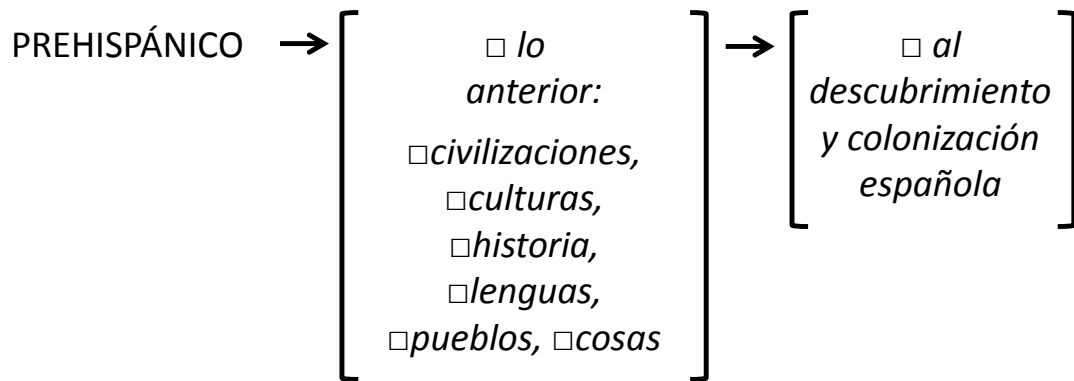 PREHISPÁNICO → □ lo
anterior:
□civilizaciones,
□culturas,
□historia,
□lenguas,
□pueblos, □cosas
→ □ al
descubrimiento
y colonización
española